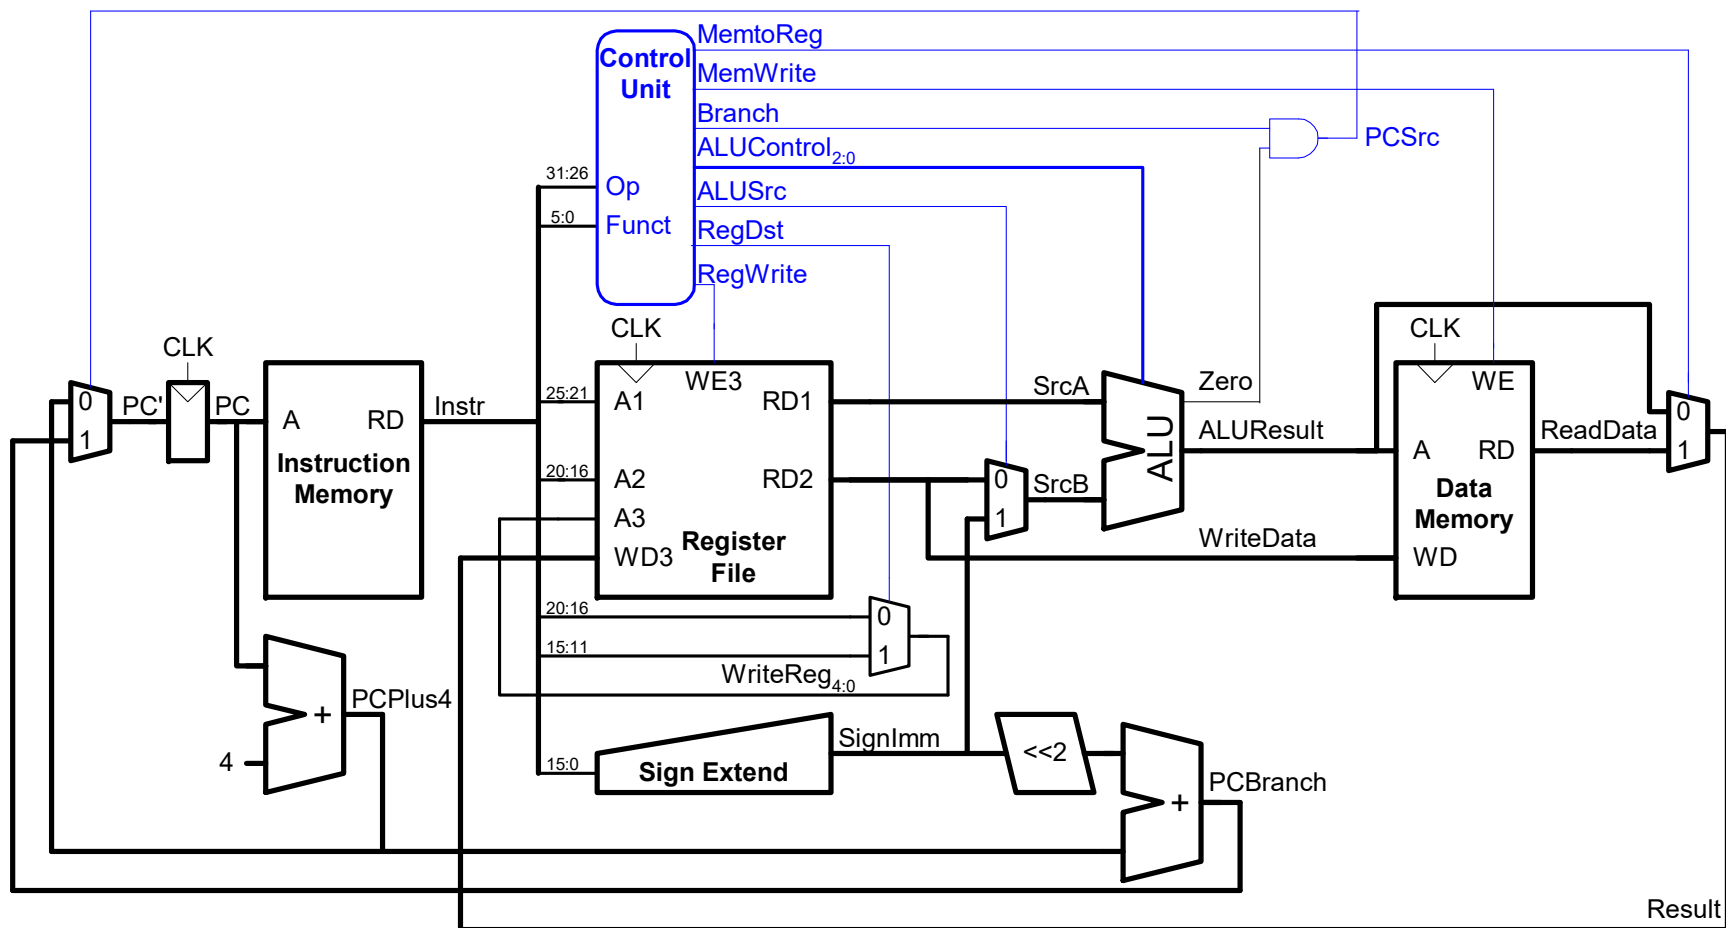 MemtoReg
Control
Unit
MemWrite
Branch
PCSrc
ALUControl2:0
31:26
Op
ALUSrc
5:0
Funct
RegDst
RegWrite
CLK
CLK
CLK
0
1
PC'
PC
A
RD
Instruction
Memory
Instr
25:21
A1
WE3
RD1
SrcA
Zero
WE
20:16
A2
RD2
A3
WD3
Register
File
0
1
SrcB
ALU
ALUResult
A
RD
Data
Memory
WD
ReadData
0
1
WriteData
20:16
0
15:11
1
WriteReg4:0
PCPlus4
+
4
15:0
Sign Extend
SignImm
<<2
+
PCBranch
Result